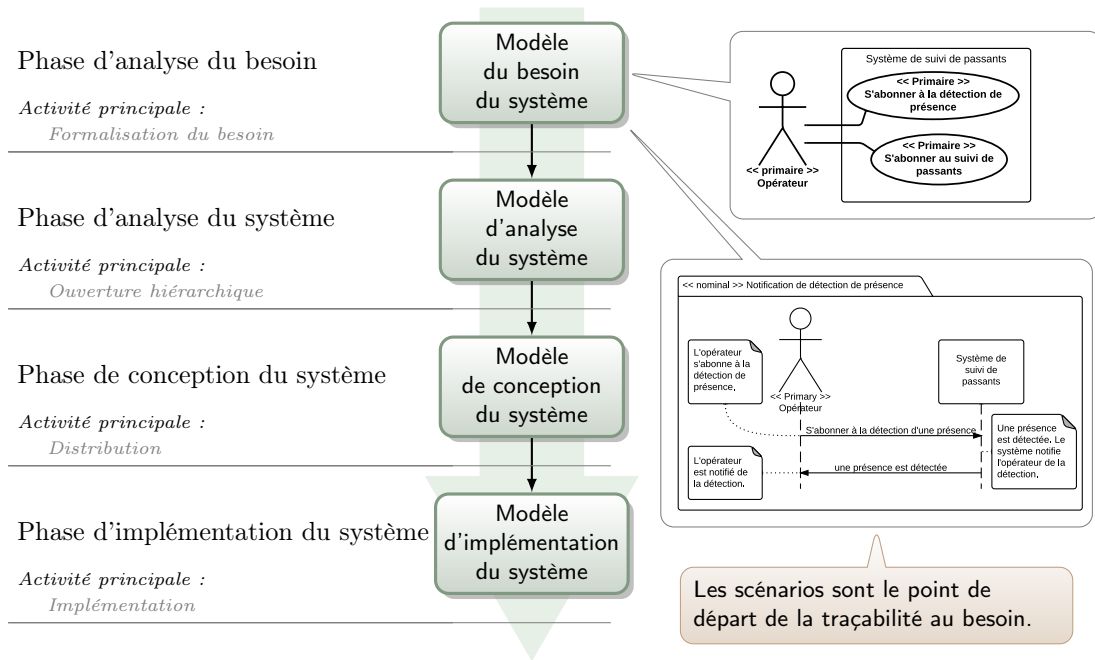 Phase d'analyse du besoin
Activité principale :
Formalisation du besoin
Modèle
du besoin
du système
Phase d'analyse du système
Activité principale :
Ouverture hiérarchique
Modèle
d'analyse
du système
Phase de conception du système
Activité principale :
Distribution
Modèle
de conception
du système
Phase d'implémentation du système
Activité principale :
Implémentation
Modèle
d'implémentation
du système
Système de suivi de passants
<< Primaire >>
S'abonner à la détection de
présence
<< Primaire >>
S'abonner au suivi de
passants
<< primaire >>
Opérateur
<< nominal >> Notification de détection de présence
L'opérateur
s'abonne à la
détection de
présence.
<< Primary >>
Opérateur
Système de
suivi de
passants
S'abonner à la détection d'une présence
Une présence
est détectée. Le
système notifie
l'opérateur de la
détection.
L'opérateur
est notifié de
la détection.
une présence est détectée
Les scénarios sont le point de
départ de la traçabilité au besoin.